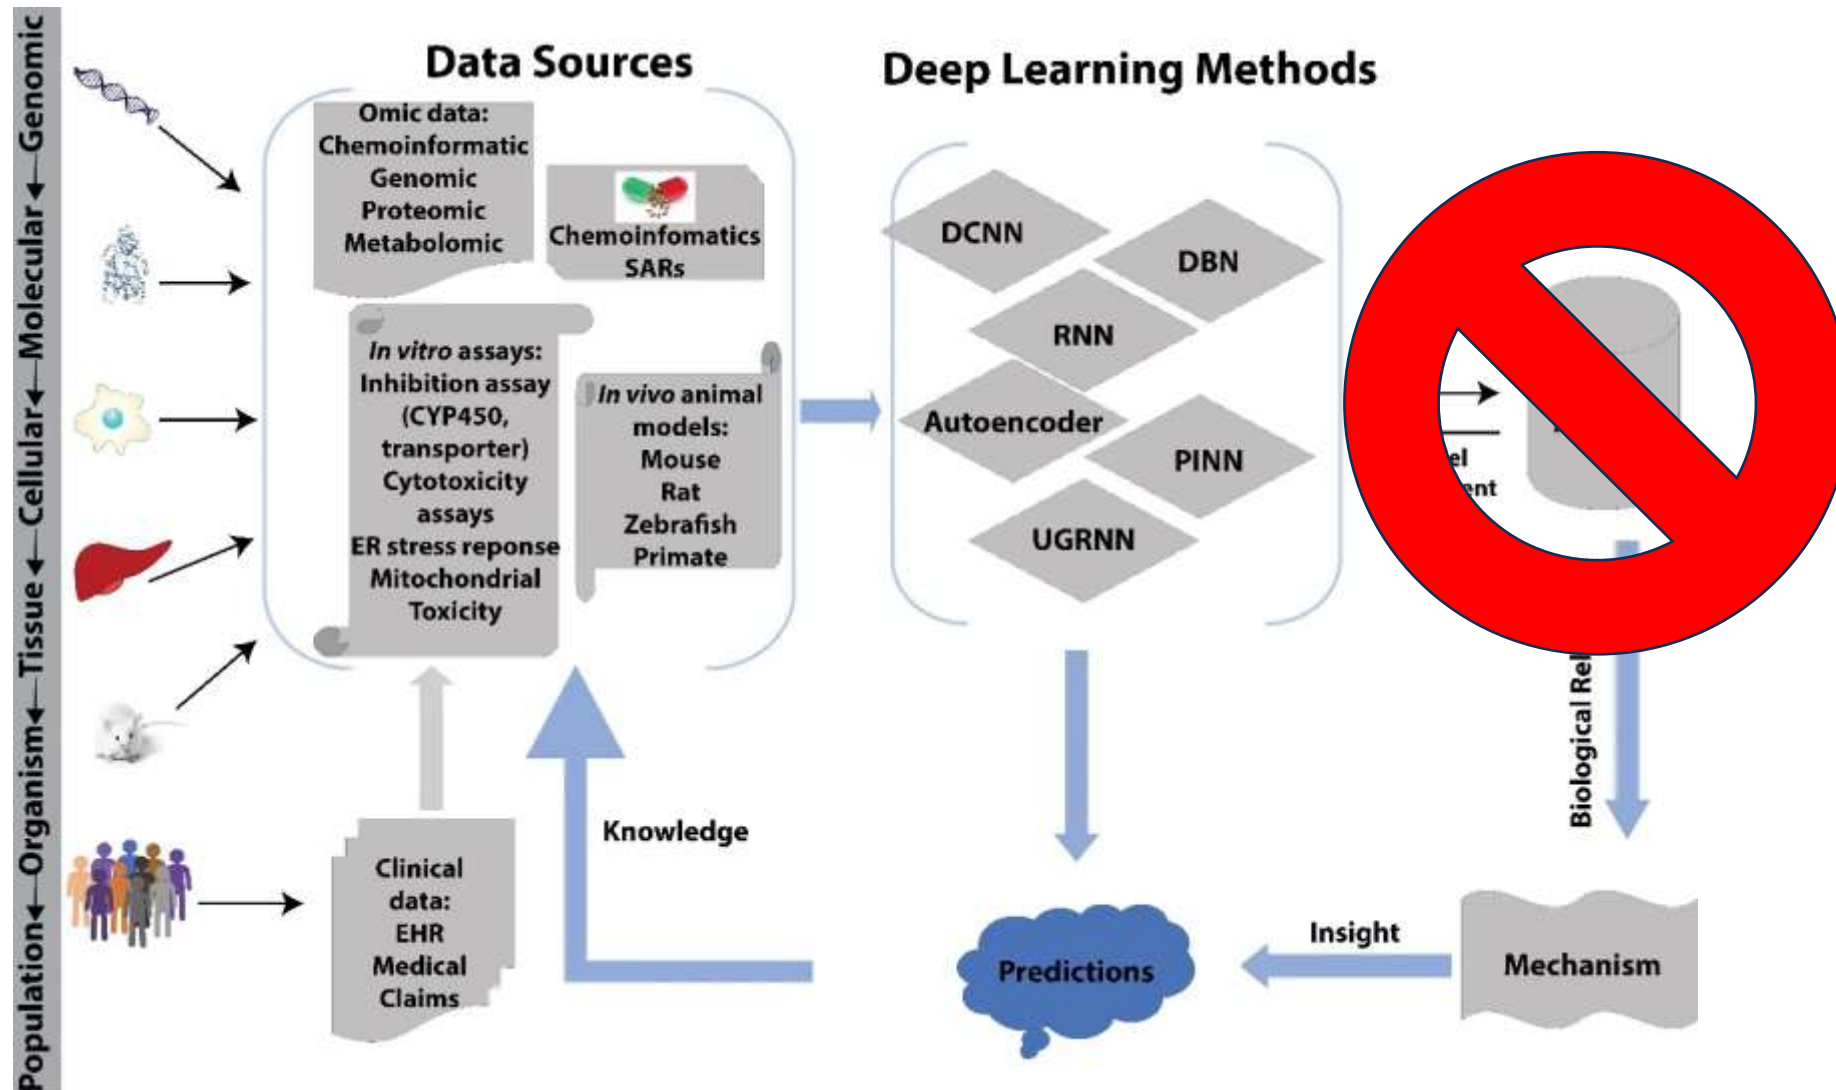 Population←Organism←Tissue←Cellular←Molecular←Genomic
Data Sources
Omic data:
Chemoinformatic
Genomic
Proteomic
Metabolomic
Chemoinfomatics
SARs
In vitro assays:
Inhibition assay
(CYP450,
transporter)
Cytotoxicity
assays
ER stress reponse
Mitochondrial
Toxicity
In vivo animal
models:
Mouse
Rat
Zebrafish
Primate
Clinical
data:
EHR
Medical
Claims
Knowledge
Deep Learning Methods
DCNN
DBN
RNN
Autoencoder
PINN
UGRNN
Biological
Mechanism
Insight
Predictions